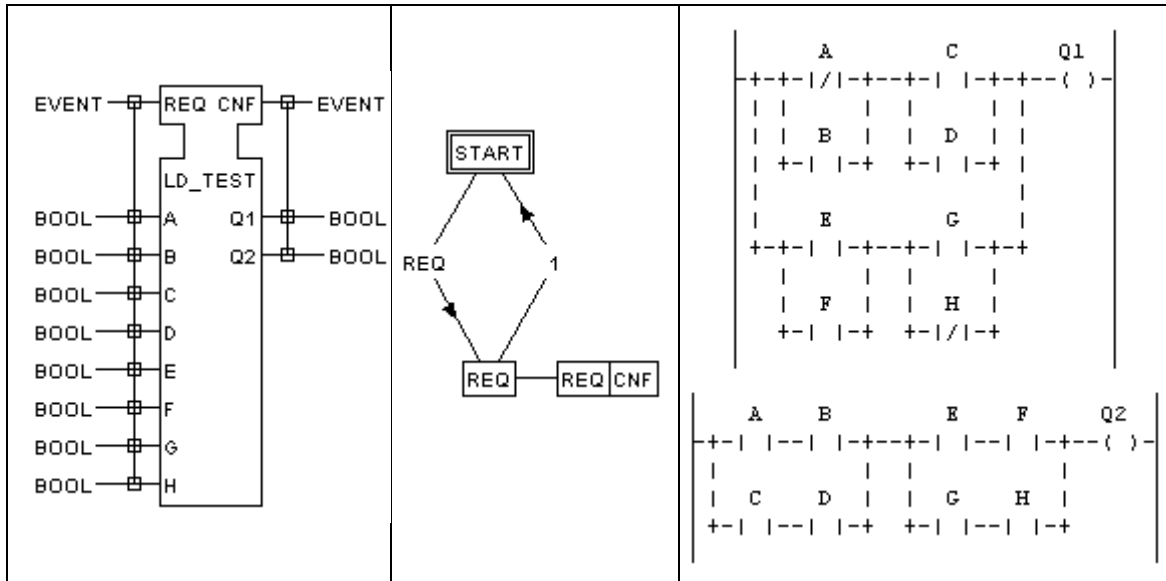 EVENT REQ CNF EVENT
LD_TEST
BOOL A Q1 BOOL
BOOL B Q2 BOOL
BOOL C
BOOL D
BOOL E
BOOL F
BOOL G
BOOL H
START
REQ 1
REQ REQ CNF
A C Q1
-+-+-|/|-+--+-| |-+-+--( )-
| | | | | |
| | B | | D | |
| +-| |-+ +-| |-+ |
| |
| E G |
+-+-| |-+--+-| |-+-+
| | | |
| F | | H |
+-| |-+ +-|/|-+
A B E F Q2
-+-| |--| |-+--+-| |--| |-+--( )-
| | | |
| C D | | G H |
+-| |--| |-+ +-| |--| |-+